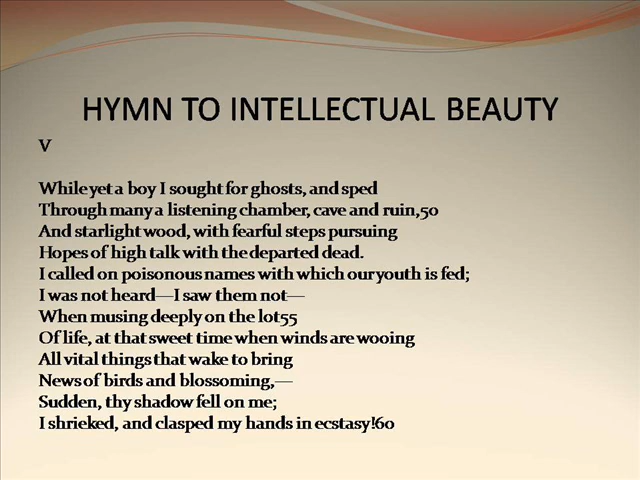 HYMN TO INTELLECTUAL BEAUTY
V
While yet a boy I sought for ghosts, and sped
Through many a listening chamber, cave and ruin,50
And starlight wood, with fearful steps pursuing
Hopes of high talk with the departed dead.
I called on poisonous names with which our youth is fed;
I was not heard—I saw them not—
When musing deeply on the lot55
Of life, at that sweet time when winds are wooing
All vital things that wake to bring
News of birds and blossoming,—
Sudden, thy shadow fell on me;
I shrieked, and clasped my hands in ecstasy!60